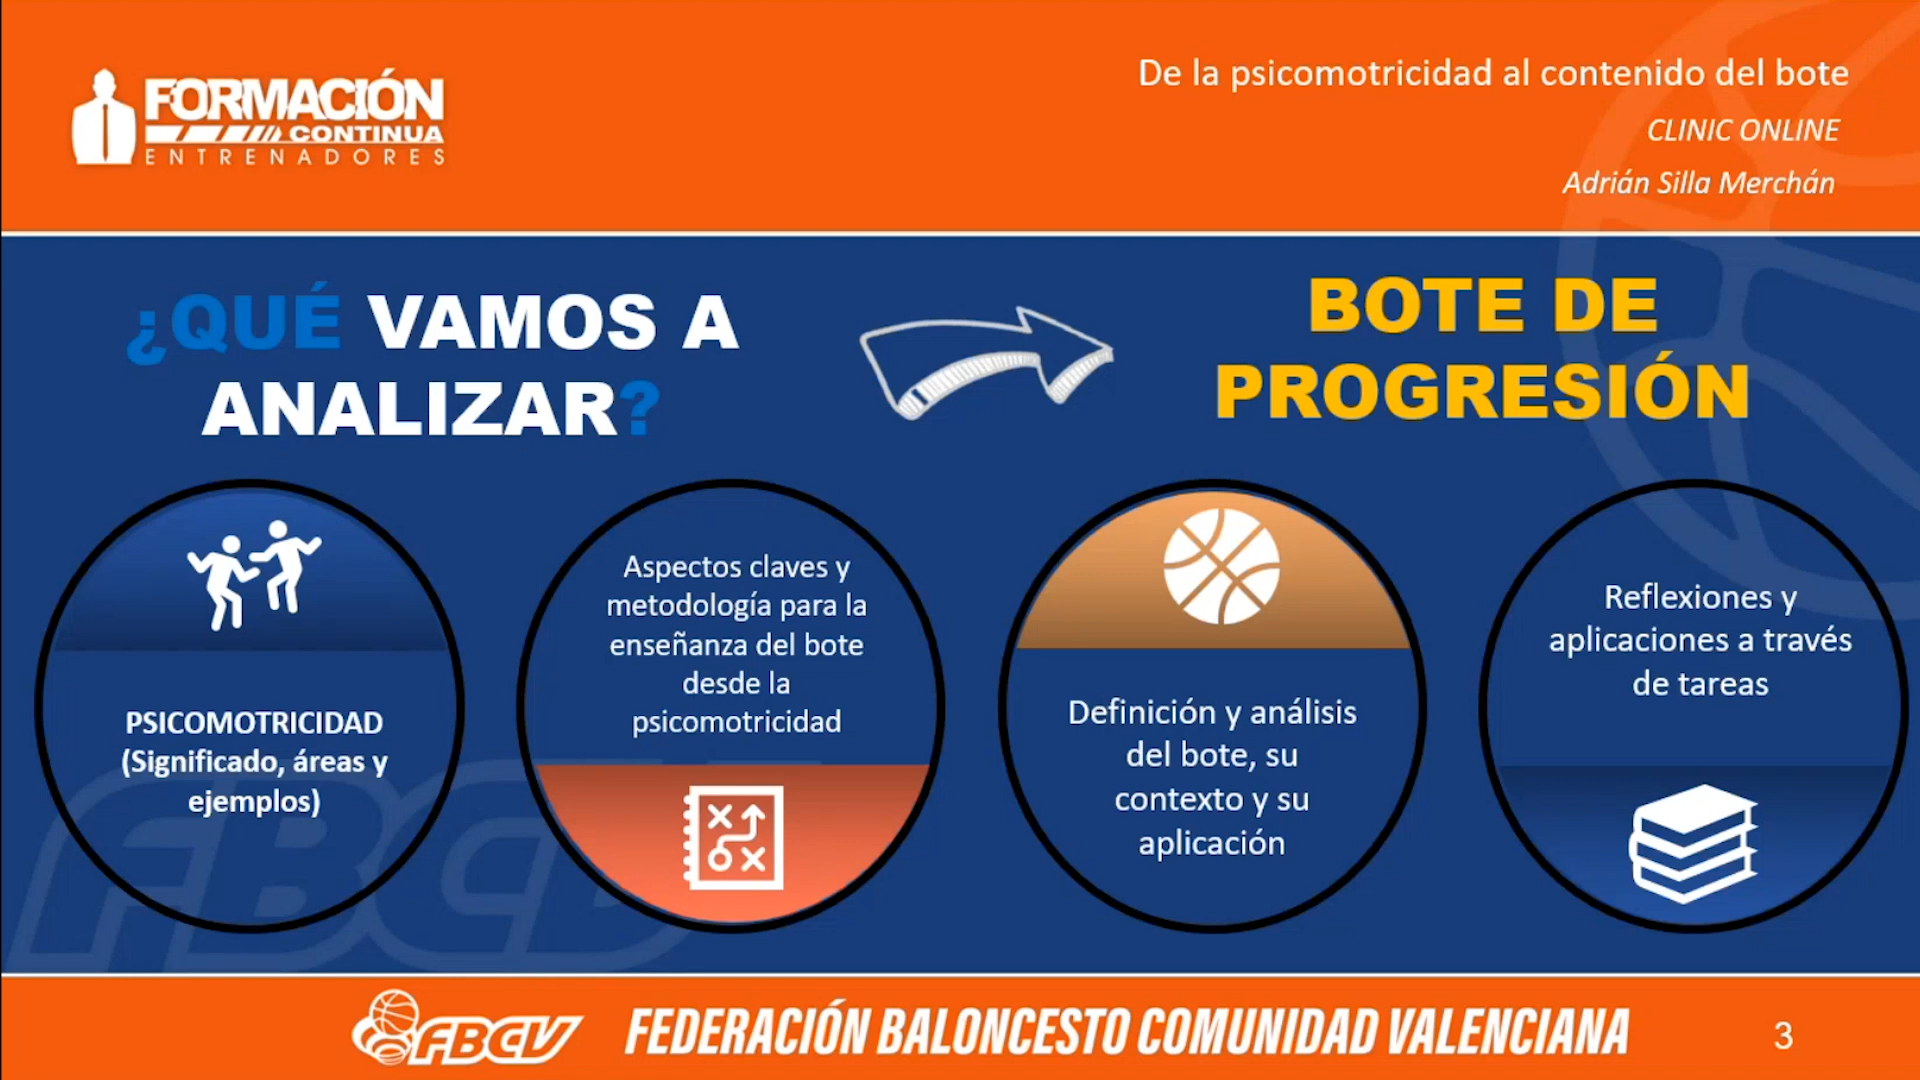 FORMACIÓN
CONTINUA
ENTRENADORES
De la psicomotricidad al contenido del bote
CLINIC ONLINE
Adrián Silla Merchán
¿QUÉ VAMOS A
ANALIZAR?
BOTE DE
PROGRESIÓN
PSICOMOTRICIDAD
(Significado, áreas y
ejemplos)
Aspectos claves y
metodología para la
enseñanza del bote
desde la
psicomotricidad
Definición y análisis
del bote, su
contexto y su
aplicación
Reflexiones y
aplicaciones a través
de tareas
FBCV
FBCV
FEDERACIÓN BALONCESTO COMUNIDAD VALENCIANA
3